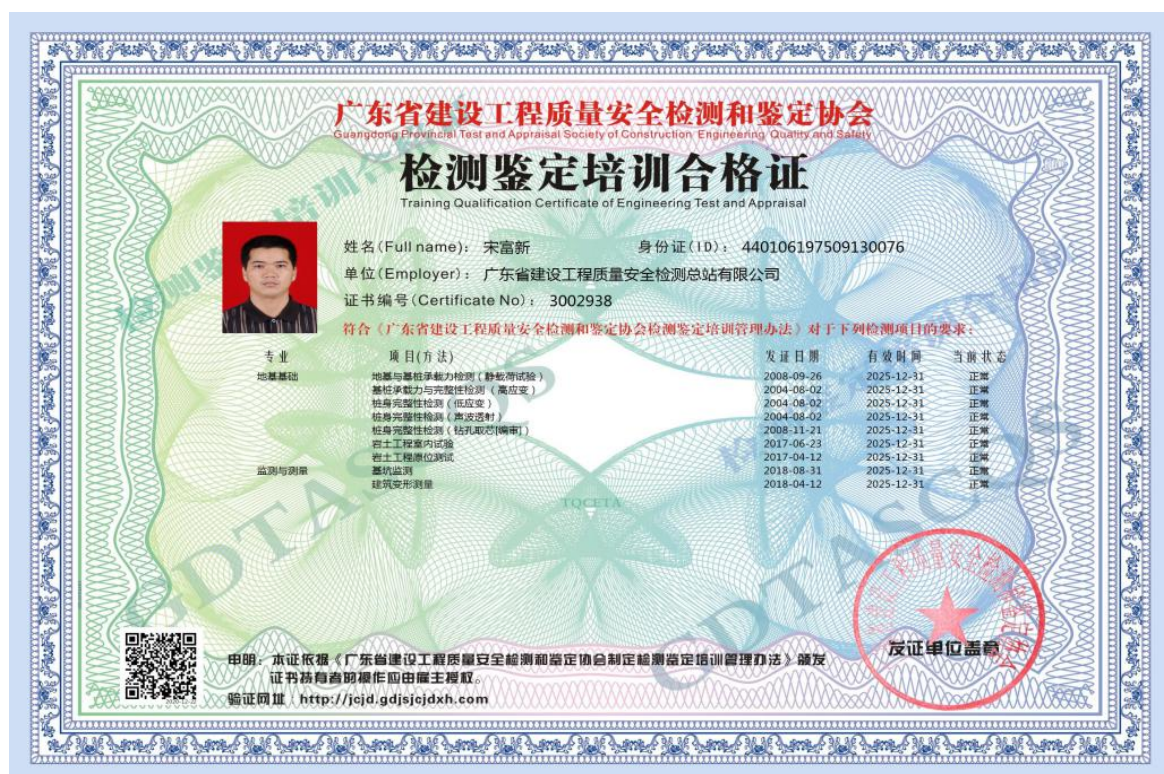 广东省建设工程质量安全检测和鉴定协会
Guangdong Provincial Test and Appraisal Society of Construction Engineering Quality and Safety
检测鉴定培训合格证
Training Qualification Certificate of Engineering Test and Appraisal
姓名(Full name): 宋富新 身份证(ID): 440106197509130076
单位(Employer): 广东省建设工程质量安全检测总站有限公司
证书编号(Certificate No): 3002938
符合《广东省建设工程质量安全检测和鉴定协会检测鉴定培训管理办法》对于下列检测项目的要求:
专业 项目(方法) 发证日期 有效时间 当前状态
地基基础 地基与基桩承载力检测(静载荷试验) 2008-09-26 2025-12-31 正常
基桩承载力与完整性检测(高应变) 2004-08-02 2025-12-31 正常
桩身完整性检测(低应变) 2004-08-02 2025-12-31 正常
桩身完整性检测(声波透射) 2004-08-02 2025-12-31 正常
桩身完整性检测(钻孔取芯[编审]) 2008-11-21 2025-12-31 正常
岩土工程室内试验 2017-06-23 2025-12-31 正常
岩土工程原位测试 2017-04-12 2025-12-31 正常
监测与测量 基坑监测 2018-08-31 2025-12-31 正常
建筑变形测量 2018-04-12 2025-12-31 正常
TQCETA
GDTASCQS
GDTASCQS
发证单位盖章
申明:本证依据《广东省建设工程质量安全检测和鉴定协会制定检测鉴定培训管理办法》颁发
证书持有者的操作应由雇主授权。
验证网址:http://jcjd.gdjsjcjdxh.com